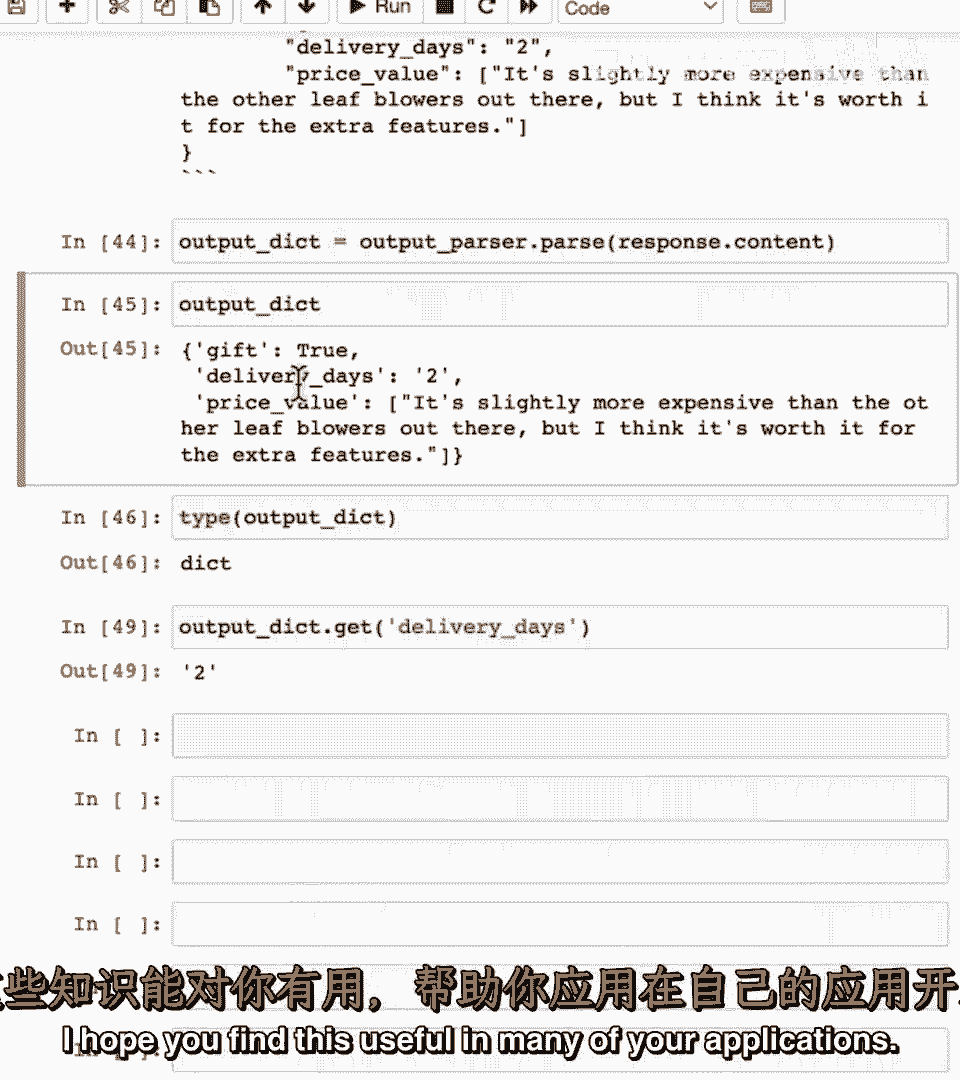 Run
Code
"delivery_days": "2",
"price_value": ["It's slightly more expensive than
the other leaf blowers out there, but I think it's worth i
t for the extra features."]
}
```
In [44]: output_dict = output_parser.parse(response.content)
In [45]: output_dict
Out[45]: {'gift': True,
'delivery_days': '2',
'price_value': ["It's slightly more expensive than the ot
her leaf blowers out there, but I think it's worth it for
the extra features."]}
In [46]: type(output_dict)
Out[46]: dict
In [49]: output_dict.get('delivery_days')
Out[49]: '2'
In [ ]:
In [ ]:
In [ ]:
In [ ]:
些知识能对你有用，帮助你应用在自己的应用开
I hope you find this useful in many of your applications.